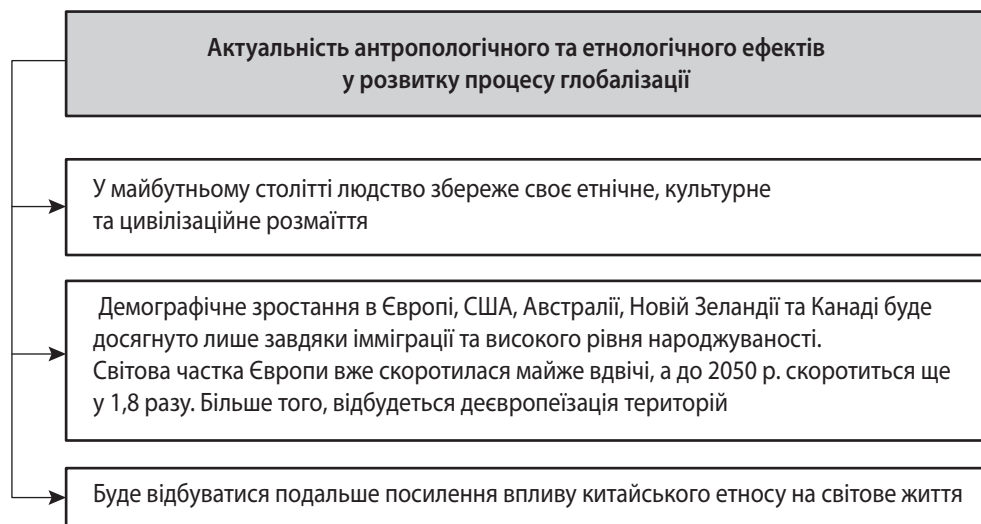 Актуальність антропологічного та етнологічного ефектів
у розвитку процесу глобалізації
У майбутньому столітті людство збереже своє етнічне, культурне
та цивілізаційне розмаїття
Демографічне зростання в Європі, США, Австралії, Новій Зеландії та Канаді буде
досягнуто лише завдяки імміграції та високого рівня народжуваності.
Світова частка Європи вже скоротилася майже вдвічі, а до 2050 р. скоротиться ще
у 1,8 разу. Більше того, відбудеться деєвропеїзація територій
Буде відбуватися подальше посилення впливу китайського етносу на світове життя